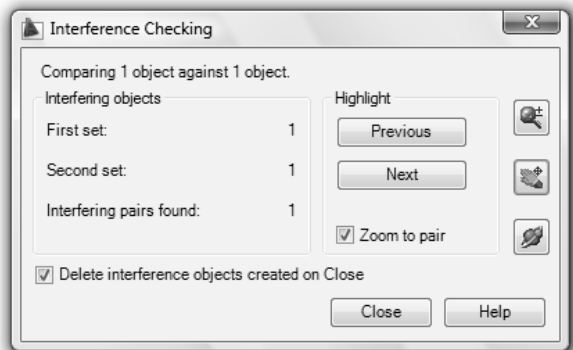 Interference Checking
Comparing 1 object against 1 object.
Interfering objects
First set: 1
Second set: 1
Interfering pairs found: 1
Highlight
Previous
Next
Zoom to pair
Delete interference objects created on Close
Close Help